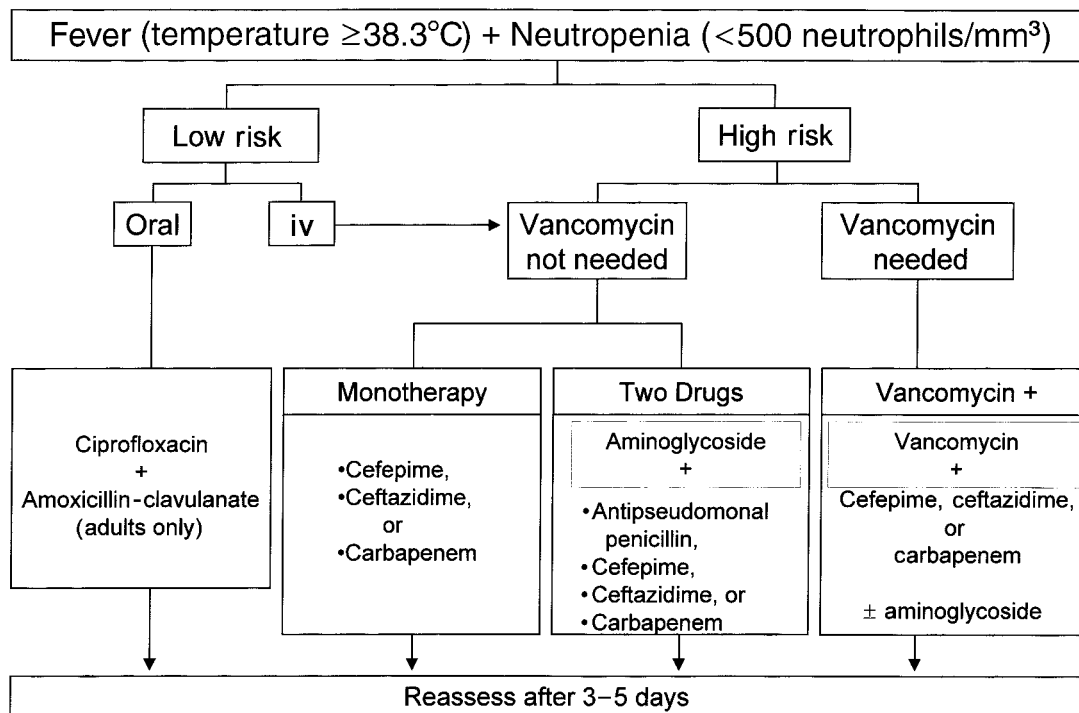 Fever (temperature ≥38.3°C) + Neutropenia (<500 neutrophils/mm³)
Low risk
High risk
Oral
iv
Vancomycin
not needed
Vancomycin
needed
Ciprofloxacin
+
Amoxicillin-clavulanate
(adults only)
Monotherapy
•Cefepime,
•Ceftazidime,
or
•Carbapenem
Two Drugs
Aminoglycoside
+
•Antipseudomonal
penicillin,
•Cefepime,
•Ceftazidime, or
•Carbapenem
Vancomycin +
Vancomycin
+
Cefepime, ceftazidime,
or
carbapenem
± aminoglycoside
Reassess after 3–5 days